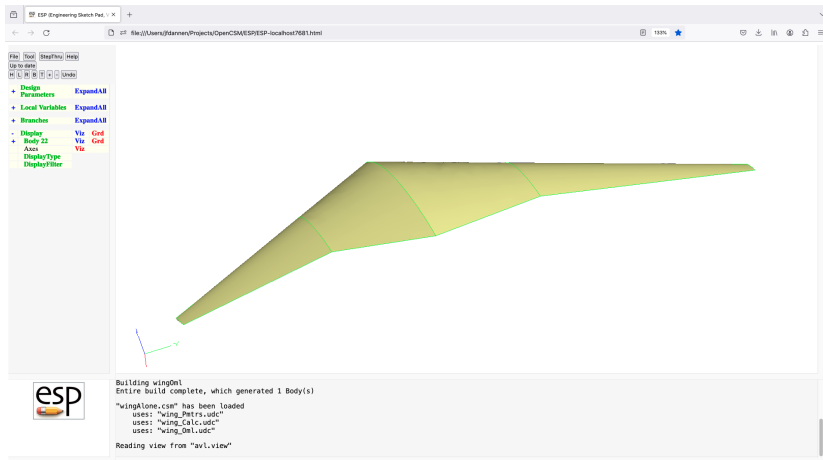 ESP (Engineering Sketch Pad, V
file:///Users/jfdannen/Projects/OpenCSM/ESP/ESP-localhost7681.html
133%
File Tool StepThru Help
Up to date
H L R B T + - Undo
+ Design Parameters ExpandAll
+ Local Variables ExpandAll
+ Branches ExpandAll
- Display Viz Grd
+ Body 22 Viz Grd
Axes Viz
DisplayType
DisplayFilter
esp
Building wingOml
Entire build complete, which generated 1 Body(s)
"wingAlone.csm" has been loaded
uses: "wing_Pmtrs.udc"
uses: "wing_Calc.udc"
uses: "wing_Oml.udc"
Reading view from "avl.view"